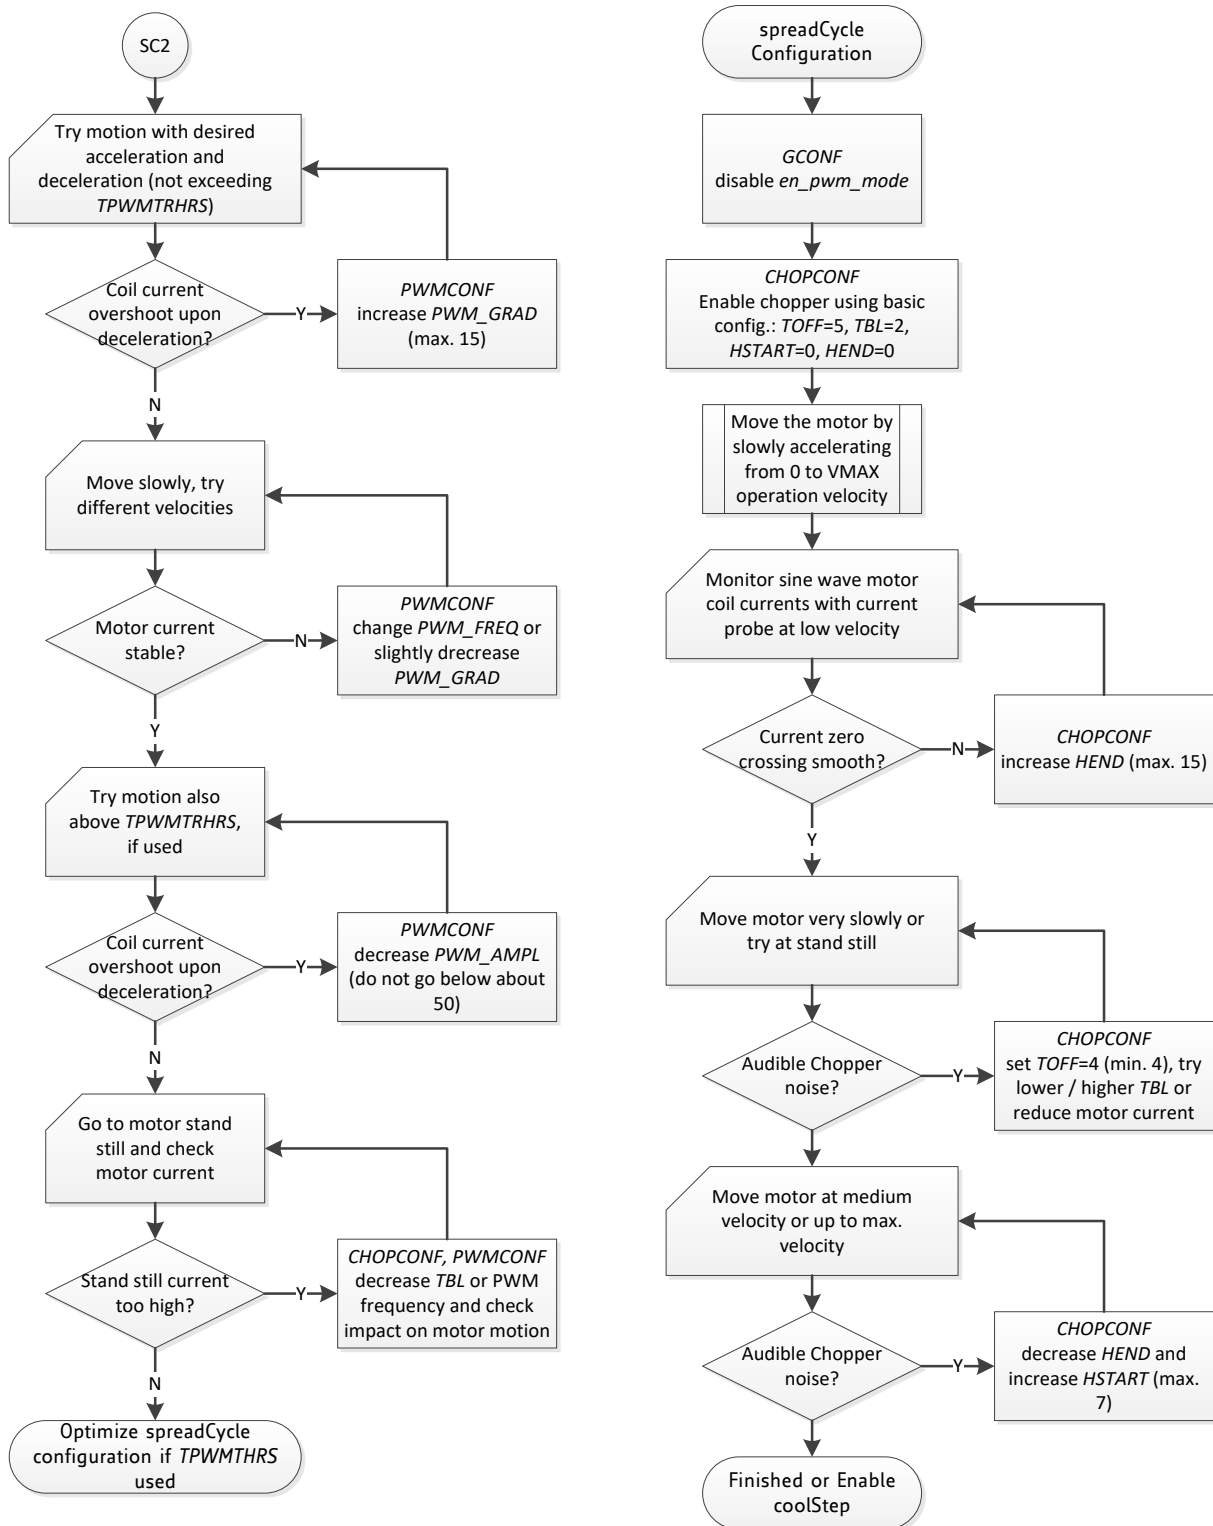 SC2
Try motion with desired
acceleration and
deceleration (not exceeding
TPWMTRHRS)
Coil current
overshoot upon
deceleration?
Y
PWMCONF
increase PWM_GRAD
(max. 15)
N
Move slowly, try
different velocities
Motor current
stable?
N
PWMCONF
change PWM_FREQ or
slightly drecrease
PWM_GRAD
Y
Try motion also
above TPWMTRHRS,
if used
Coil current
overshoot upon
deceleration?
Y
PWMCONF
decrease PWM_AMPL
(do not go below about
50)
N
Go to motor stand
still and check
motor current
Stand still current
too high?
Y
CHOPCONF, PWMCONF
decrease TBL or PWM
frequency and check
impact on motor motion
N
Optimize spreadCycle
configuration if TPWMTHRS
used
spreadCycle
Configuration
GCONF
disable en_pwm_mode
CHOPCONF
Enable chopper using basic
config.: TOFF=5, TBL=2,
HSTART=0, HEND=0
Move the motor by
slowly accelerating
from 0 to VMAX
operation velocity
Monitor sine wave motor
coil currents with current
probe at low velocity
Current zero
crossing smooth?
N
CHOPCONF
increase HEND (max. 15)
Y
Move motor very slowly or
try at stand still
Audible Chopper
noise?
Y
CHOPCONF
set TOFF=4 (min. 4), try
lower / higher TBL or
reduce motor current
N
Move motor at medium
velocity or up to max.
velocity
Audible Chopper
noise?
Y
CHOPCONF
decrease HEND and
increase HSTART (max.
7)
Finished or Enable
coolStep